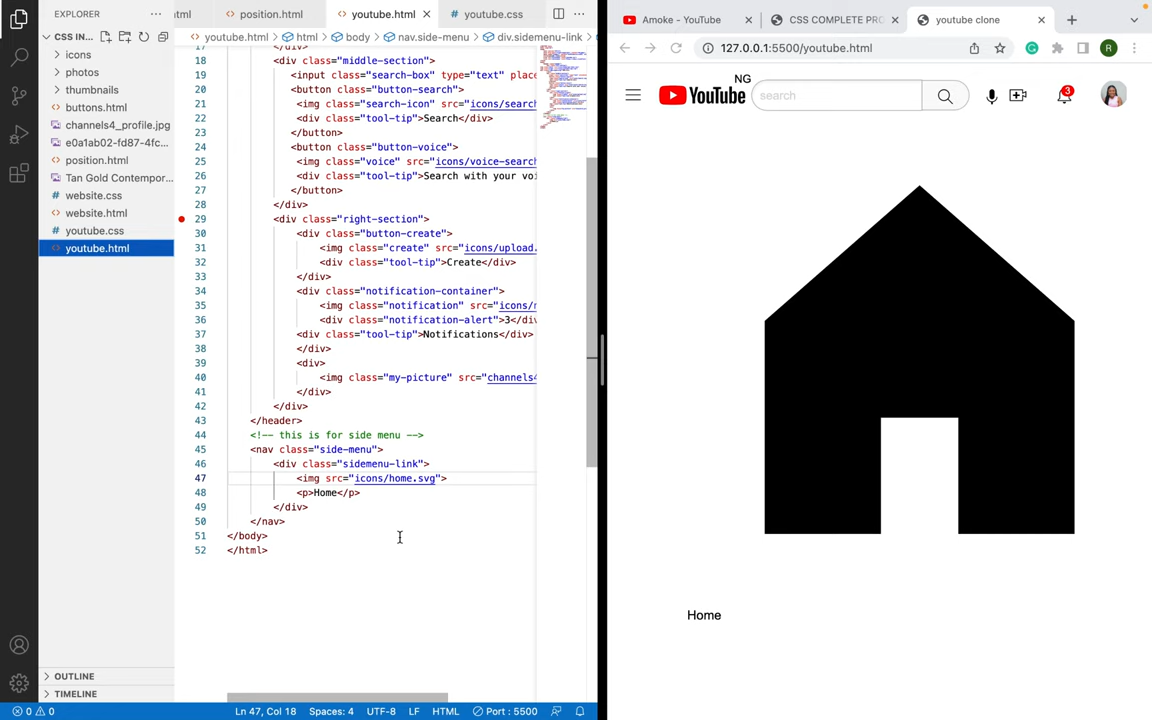 EXPLORER
ml
position.html
youtube.html
youtube.css
Amoke - YouTube
CSS COMPLETE PRO
youtube clone
CSS IN...
youtube.html
html
body
nav.side-menu
div.sidemenu-link
127.0.0.1:5500/youtube.html
R
icons
photos
thumbnails
buttons.html
channels4_profile.jpg
e0a1ab02-fd87-4fc...
position.html
Tan Gold Contempor...
website.css
website.html
youtube.css
youtube.html
17 </div>
18 <div class="middle-section">
19 <input class="search-box" type="text" place
20 <button class="button-search">
21 <img class="search-icon" src="icons/search
22 <div class="tool-tip">Search</div>
23 </button>
24 <button class="button-voice">
25 <img class="voice" src="icons/voice-search
26 <div class="tool-tip">Search with your voi
27 </button>
28 </div>
29 <div class="right-section">
30 <div class="button-create">
31 <img class="create" src="icons/upload.
32 <div class="tool-tip">Create</div>
33 </div>
34 <div class="notification-container">
35 <img class="notification" src="icons/n
36 <div class="notification-alert">3</div
37 <div class="tool-tip">Notifications</div>
38 </div>
39 <div>
40 <img class="my-picture" src="channels4
41 </div>
42 </div>
43 </header>
44 <!-- this is for side menu -->
45 <nav class="side-menu">
46 <div class="sidemenu-link">
47 <img src="icons/home.svg">
48 <p>Home</p>
49 </div>
50 </nav>
51 </body>
52 </html>
NG
YouTube
search
3
Home
OUTLINE
TIMELINE
0 0
Ln 47, Col 18
Spaces: 4
UTF-8
LF
HTML
Port : 5500